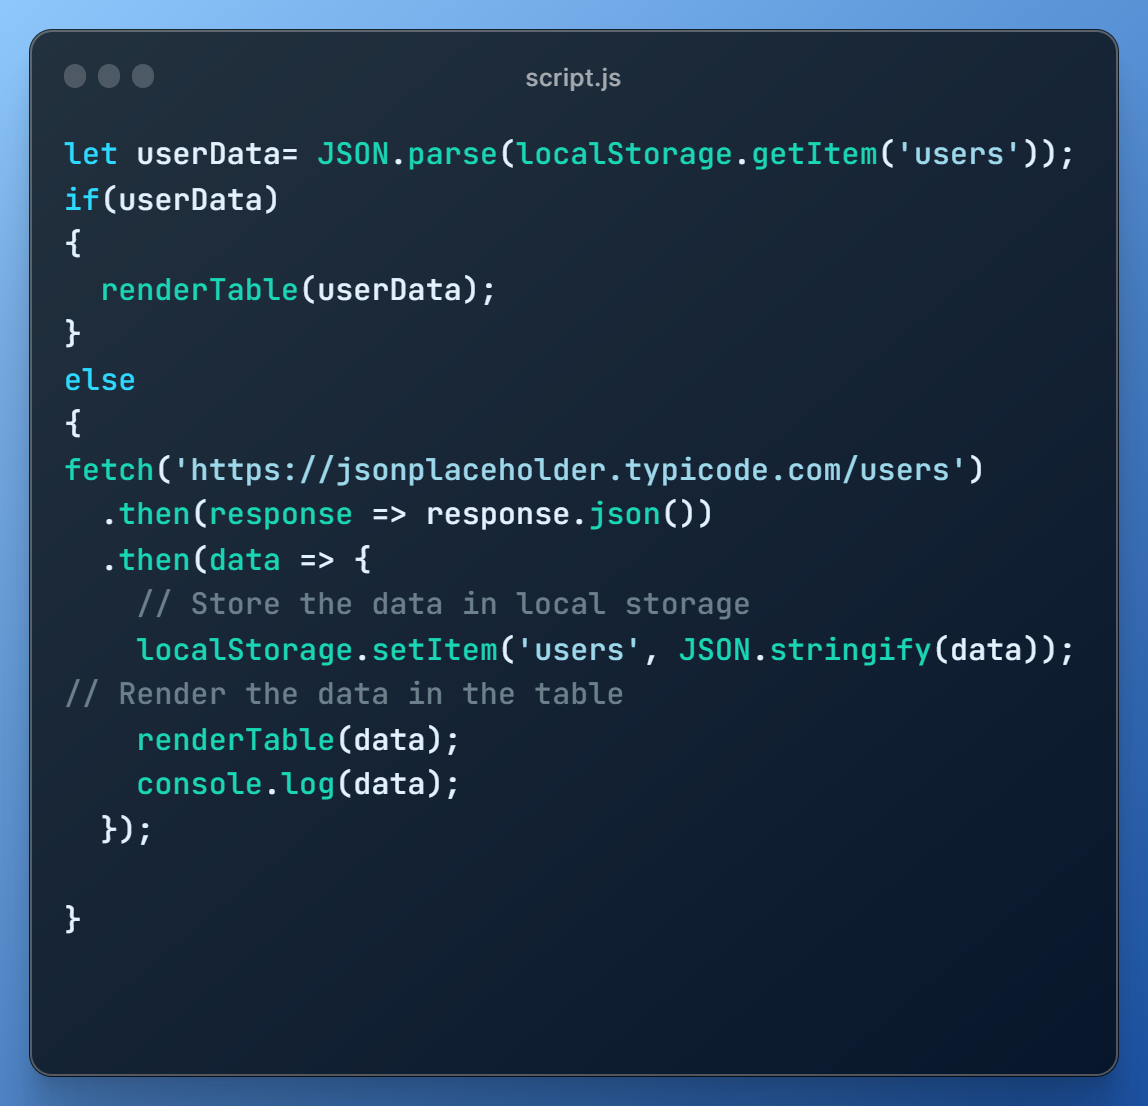 script.js
let userData= JSON.parse(localStorage.getItem('users'));
if(userData)
{
  renderTable(userData);
}
else
{
fetch('https://jsonplaceholder.typicode.com/users')
  .then(response => response.json())
  .then(data => {
    // Store the data in local storage
    localStorage.setItem('users', JSON.stringify(data));
// Render the data in the table
    renderTable(data);
    console.log(data);
  });
}